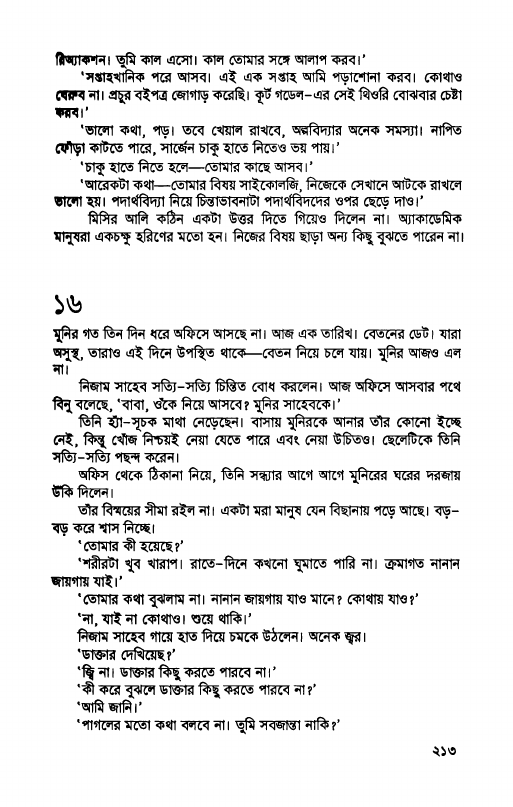 রিঅ্যাকশন। তুমি কাল এসো। কাল তোমার সঙ্গে আলাপ করব।’
‘সপ্তাহখানিক পরে আসব। এই এক সপ্তাহ আমি পড়াশোনা করব। কোথাও
বেরুব না। প্রচুর বইপত্র জোগাড় করেছি। কূর্ট গডেল–এর সেই থিওরি বোঝবার চেষ্টা
করব।’
‘ভালো কথা, পড়। তবে খেয়াল রাখবে, অল্পবিদ্যার অনেক সমস্যা। নাপিত
ফোঁড়া কাটতে পারে, সার্জেন চাকু হাতে নিতেও ভয় পায়।’
‘চাকু হাতে নিতে হলে—তোমার কাছে আসব।’
‘আরেকটা কথা—তোমার বিষয় সাইকোলজি, নিজেকে সেখানে আটকে রাখলে
ভালো হয়। পদার্থবিদ্যা নিয়ে চিন্তাভাবনাটা পদার্থবিদদের ওপর ছেড়ে দাও।’
মিসির আলি কঠিন একটা উত্তর দিতে গিয়েও দিলেন না। অ্যাকাডেমিক
মানুষরা একচক্ষু হরিণের মতো হন। নিজের বিষয় ছাড়া অন্য কিছু বুঝতে পারেন না।
১৬
মুনির গত তিন দিন ধরে অফিসে আসছে না। আজ এক তারিখ। বেতনের ডেট। যারা
অসুস্থ, তারাও এই দিনে উপস্থিত থাকে—বেতন নিয়ে চলে যায়। মুনির আজও এল
না।
নিজাম সাহেব সত্যি–সত্যি চিন্তিত বোধ করলেন। আজ অফিসে আসবার পথে
বিনু বলেছে, ‘বাবা, ওঁকে নিয়ে আসবে? মুনির সাহেবকে।’
তিনি হ্যাঁ–সূচক মাথা নেড়েছেন। বাসায় মুনিরকে আনার তাঁর কোনো ইচ্ছে
নেই, কিন্তু খোঁজ নিশ্চয়ই নেয়া যেতে পারে এবং নেয়া উচিতও। ছেলেটিকে তিনি
সত্যি–সত্যি পছন্দ করেন।
অফিস থেকে ঠিকানা নিয়ে, তিনি সন্ধ্যার আগে আগে মুনিরের ঘরের দরজায়
উঁকি দিলেন।
তাঁর বিস্ময়ের সীমা রইল না। একটা মরা মানুষ যেন বিছানায় পড়ে আছে। বড়–
বড় করে শ্বাস নিচ্ছে।
‘তোমার কী হয়েছে?’
‘শরীরটা খুব খারাপ। রাতে–দিনে কখনো ঘুমাতে পারি না। ক্রমাগত নানান
জায়গায় যাই।’
‘তোমার কথা বুঝলাম না। নানান জায়গায় যাও মানে? কোথায় যাও?’
‘না, যাই না কোথাও। শুয়ে থাকি।’
নিজাম সাহেব গায়ে হাত দিয়ে চমকে উঠলেন। অনেক জ্বর।
‘ডাক্তার দেখিয়েছ?’
‘জ্বি না। ডাক্তার কিছু করতে পারবে না।’
‘কী করে বুঝলে ডাক্তার কিছু করতে পারবে না?’
‘আমি জানি।’
‘পাগলের মতো কথা বলবে না। তুমি সবজান্তা নাকি?’
২১৩